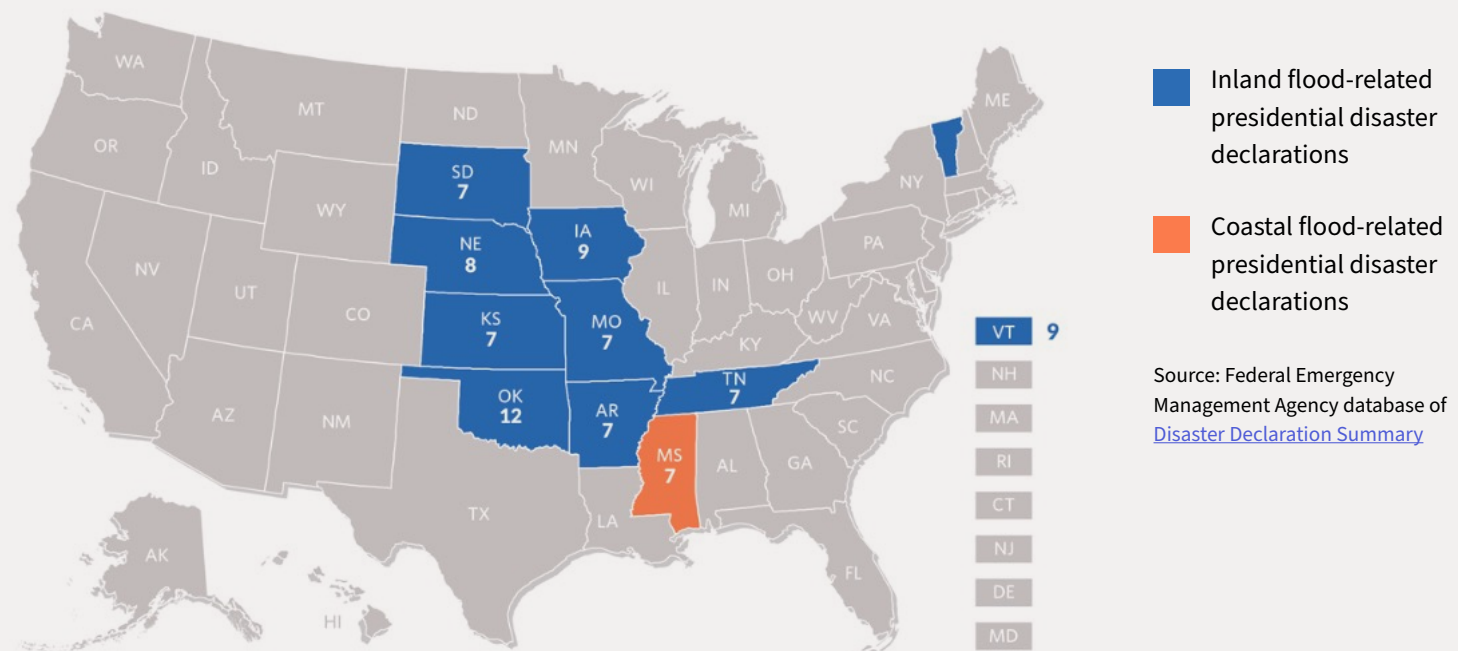 WA
MT
ND
MN
ME
OR
ID
SD
7
WI
NY
WY
MI
NE
8
IA
9
PA
NV
UT
CO
IL
IN
OH
CA
KS
7
MO
7
WV
VA
KY
AZ
NM
OK
12
AR
7
TN
7
NC
SC
MS
7
AL
GA
TX
LA
FL
AK
HI
VT 9
NH
MA
RI
CT
NJ
DE
MD
Inland flood-related
presidential disaster
declarations
Coastal flood-related
presidential disaster
declarations
Source: Federal Emergency
Management Agency database of
Disaster Declaration Summary